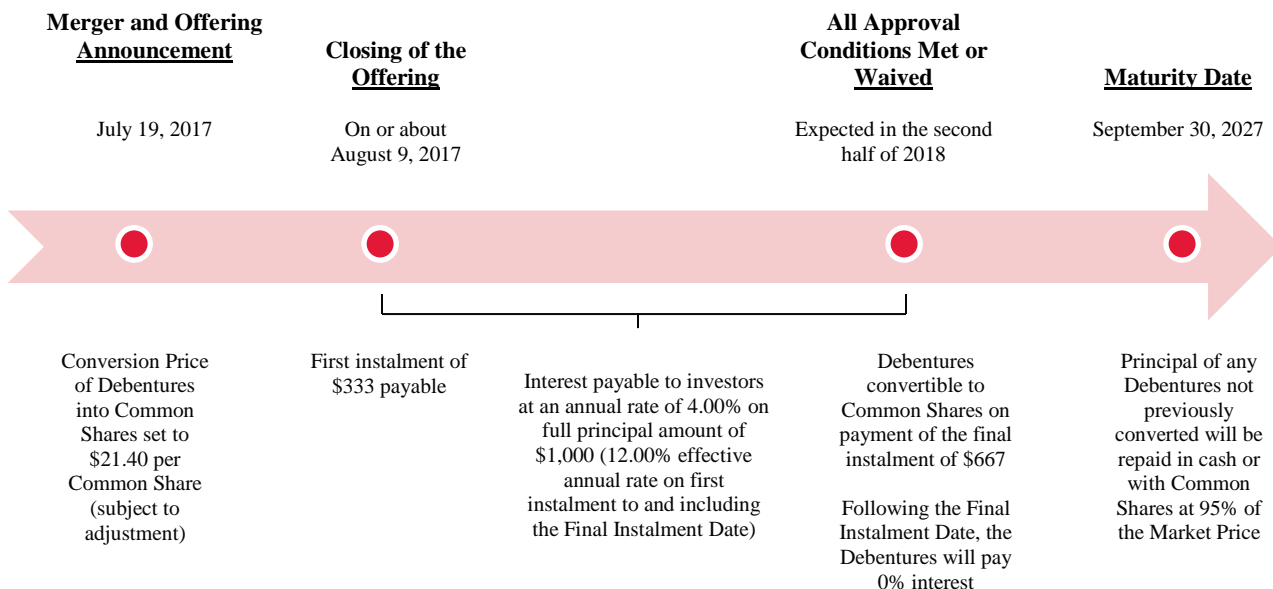 Merger and Offering
Announcement
July 19, 2017
Closing of the
Offering
On or about
August 9, 2017
All Approval
Conditions Met or
Waived
Expected in the second
half of 2018
Maturity Date
September 30, 2027
Conversion Price
of Debentures
into Common
Shares set to
$21.40 per
Common Share
(subject to
adjustment)
First instalment of
$333 payable
Interest payable to investors
at an annual rate of 4.00% on
full principal amount of
$1,000 (12.00% effective
annual rate on first
instalment to and including
the Final Instalment Date)
Debentures
convertible to
Common Shares on
payment of the final
instalment of $667
Following the Final
Instalment Date, the
Debentures will pay
0% interest
Principal of any
Debentures not
previously
converted will be
repaid in cash or
with Common
Shares at 95% of
the Market Price